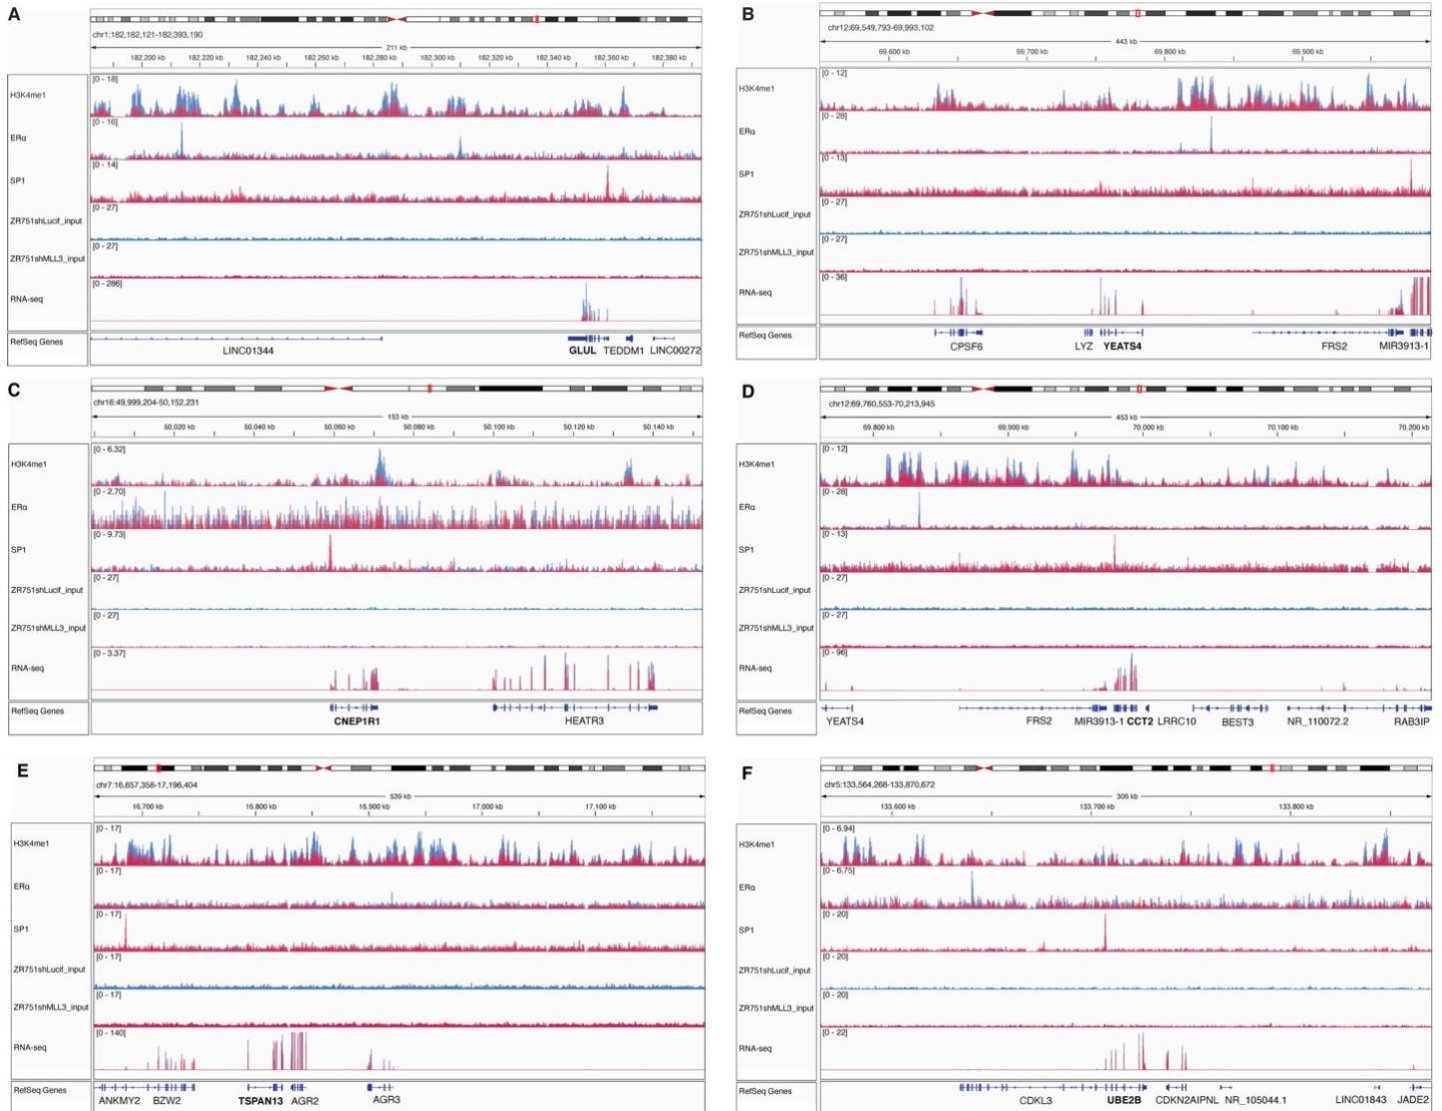 A
chr1:182,182,121-182,393,190
211 kb
182,200 kb 182,220 kb 182,240 kb 182,260 kb 182,280 kb 182,300 kb 182,320 kb 182,340 kb 182,360 kb 182,380 kb
H3K4me1
[0 - 18]
ERα
[0 - 16]
SP1
[0 - 14]
ZR751shLucif_input
[0 - 27]
ZR751shMLL3_input
[0 - 27]
RNA-seq
[0 - 286]
RefSeq Genes
LINC01344 GLUL TEDDM1 LINC00272
B
chr12:69,549,793-69,993,102
443 kb
69,600 kb 69,700 kb 69,800 kb 69,900 kb
H3K4me1
[0 - 12]
ERα
[0 - 28]
SP1
[0 - 13]
ZR751shLucif_input
[0 - 27]
ZR751shMLL3_input
[0 - 27]
RNA-seq
[0 - 36]
RefSeq Genes
CPSF6 LYZ YEATS4 FRS2 MIR3913-1
C
chr16:49,999,204-50,152,231
153 kb
50,020 kb 50,040 kb 50,060 kb 50,080 kb 50,100 kb 50,120 kb 50,140 kb
H3K4me1
[0 - 6.32]
ERα
[0 - 2.70]
SP1
[0 - 9.73]
ZR751shLucif_input
[0 - 27]
ZR751shMLL3_input
[0 - 27]
RNA-seq
[0 - 3.37]
RefSeq Genes
CNEP1R1 HEATR3
D
chr12:69,760,553-70,213,945
453 kb
69,800 kb 69,900 kb 70,000 kb 70,100 kb 70,200 kb
H3K4me1
[0 - 12]
ERα
[0 - 28]
SP1
[0 - 13]
ZR751shLucif_input
[0 - 27]
ZR751shMLL3_input
[0 - 27]
RNA-seq
[0 - 96]
RefSeq Genes
YEATS4 FRS2 MIR3913-1 CCT2 LRRC10 BEST3 NR_110072.2 RAB3IP
E
chr7:16,657,358-17,196,404
539 kb
16,700 kb 16,800 kb 16,900 kb 17,000 kb 17,100 kb
H3K4me1
[0 - 17]
ERα
[0 - 17]
SP1
[0 - 17]
ZR751shLucif_input
[0 - 17]
ZR751shMLL3_input
[0 - 17]
RNA-seq
[0 - 140]
RefSeq Genes
ANKMY2 BZW2 TSPAN13 AGR2 AGR3
F
chr5:133,564,268-133,870,672
306 kb
133,600 kb 133,700 kb 133,800 kb
H3K4me1
[0 - 6.94]
ERα
[0 - 6.75]
SP1
[0 - 20]
ZR751shLucif_input
[0 - 20]
ZR751shMLL3_input
[0 - 20]
RNA-seq
[0 - 22]
RefSeq Genes
CDKL3 UBE2B CDKN2AIPNL NR_105044.1 LINC01843 JADE2